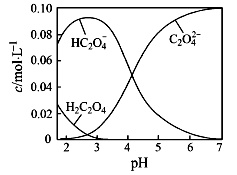 c/mol·L⁻¹
0.10
0.08
0.06
0.04
0.02
0
HC₂O₄⁻
C₂O₄²⁻
H₂C₂O₄
2 3 4 5 6 7
pH